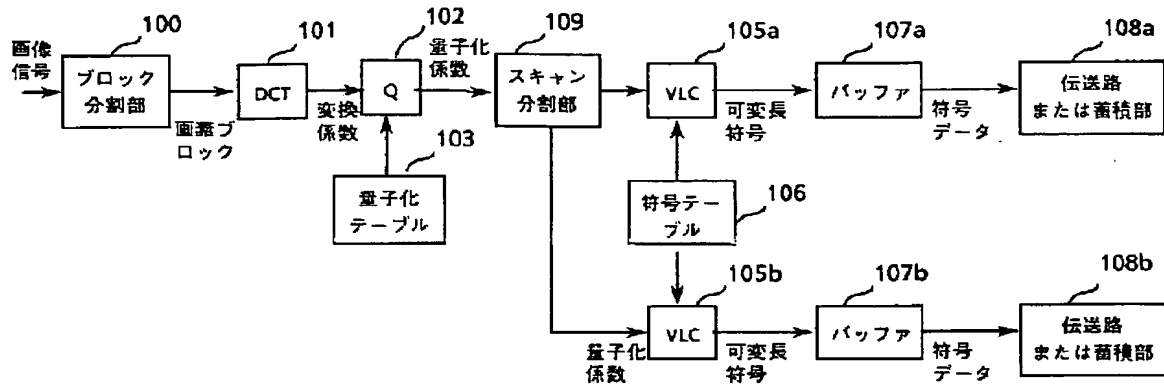 100
画像
信号
ブロック
分割部
画素ブ
ロック
101
DCT
変換
係数
102
Q
量子化
係数
103
量子化
テーブル
109
スキャン
分割部
105a
VLC
可変長
符号
107a
バッファ
符号
データ
108a
伝送路
または蓄積部
符号テー
ブル
106
量子化
係数
105b
VLC
可変長
符号
107b
バッファ
符号
データ
108b
伝送路
または蓄積部